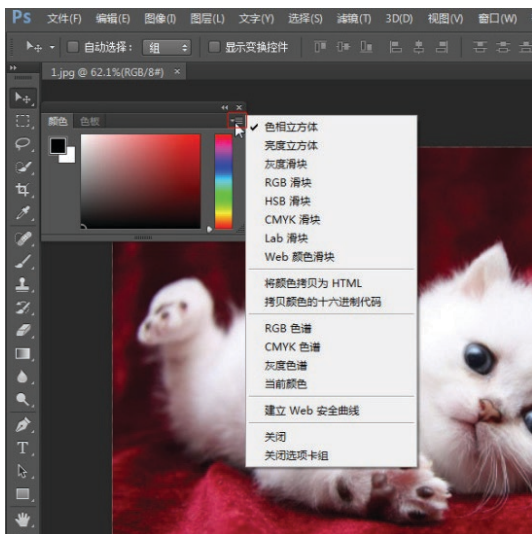 Ps 文件(F) 编辑(E) 图像(I) 图层(L) 文字(Y) 选择(S) 滤镜(T) 3D(D) 视图(V) 窗口(W)
自动选择： 组 显示变换控件
1.jpg @ 62.1%(RGB/8#) ×
颜色 色板
✓ 色相立方体
亮度立方体
灰度滑块
RGB 滑块
HSB 滑块
CMYK 滑块
Lab 滑块
Web 颜色滑块
将颜色拷贝为 HTML
拷贝颜色的十六进制代码
RGB 色谱
CMYK 色谱
灰度色谱
当前颜色
建立 Web 安全曲线
关闭
关闭选项卡组